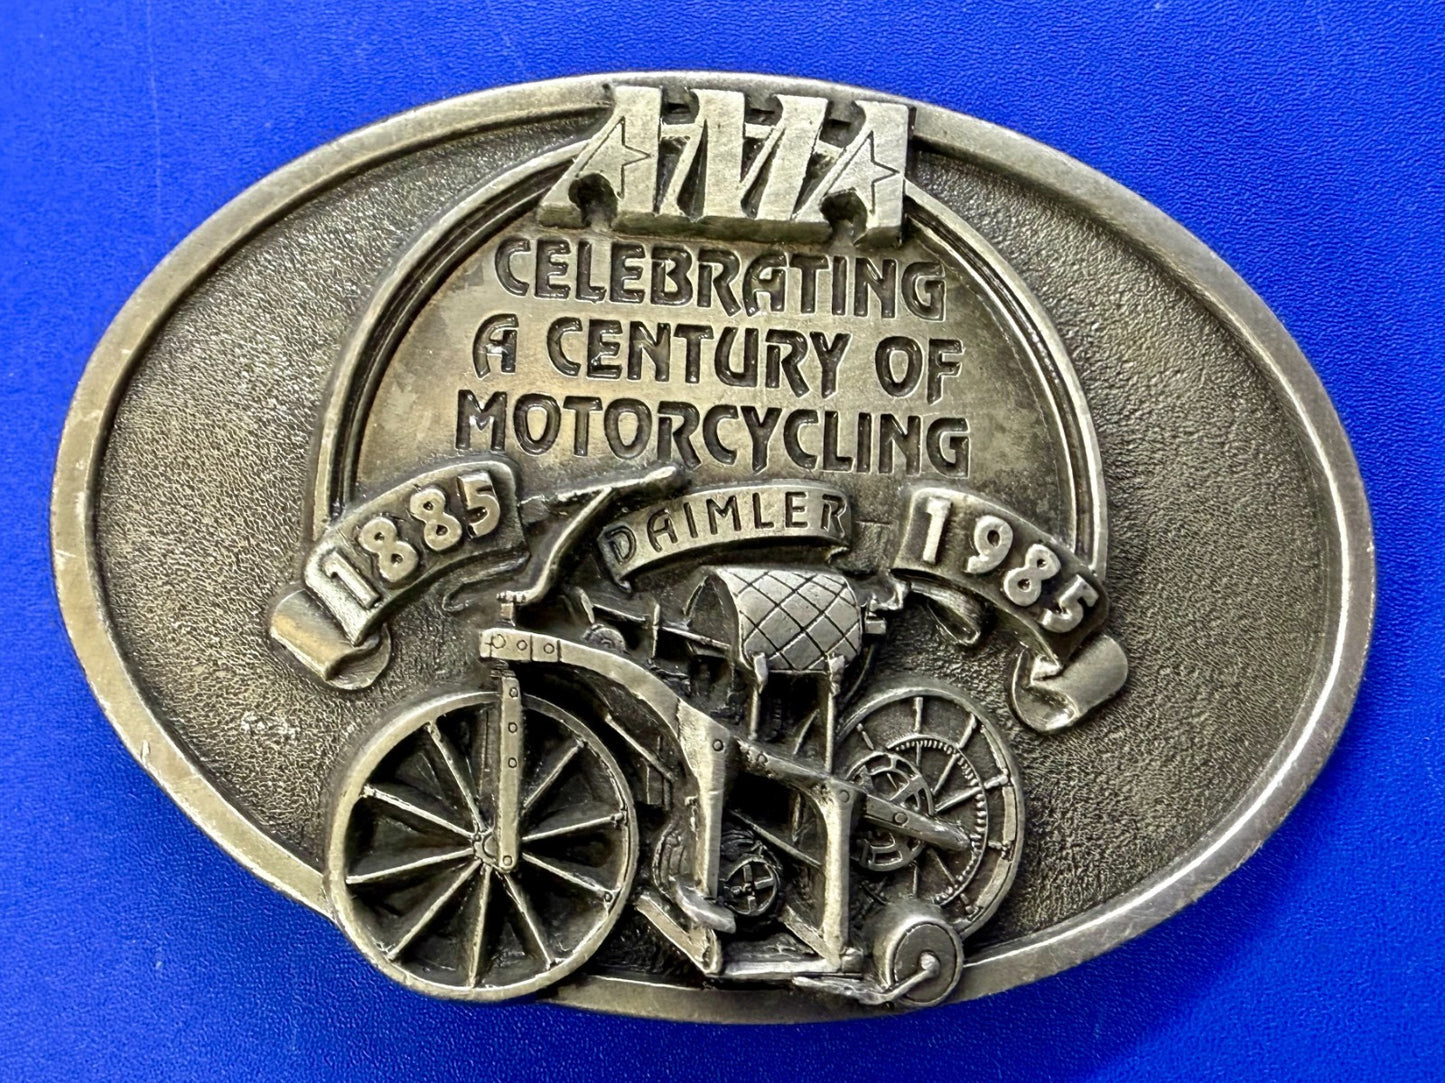 AMA
CELEBRATING
A CENTURY OF
MOTORCYCLING
1885
DAIMLER
1985